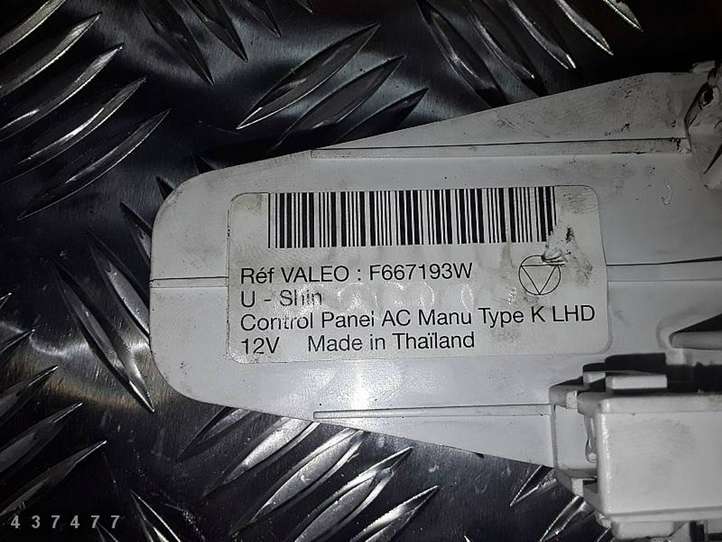 Réf VALEO : F667193W
U - Shin
Control Panel AC Manu Type K LHD
12V Made in Thaïland
437477